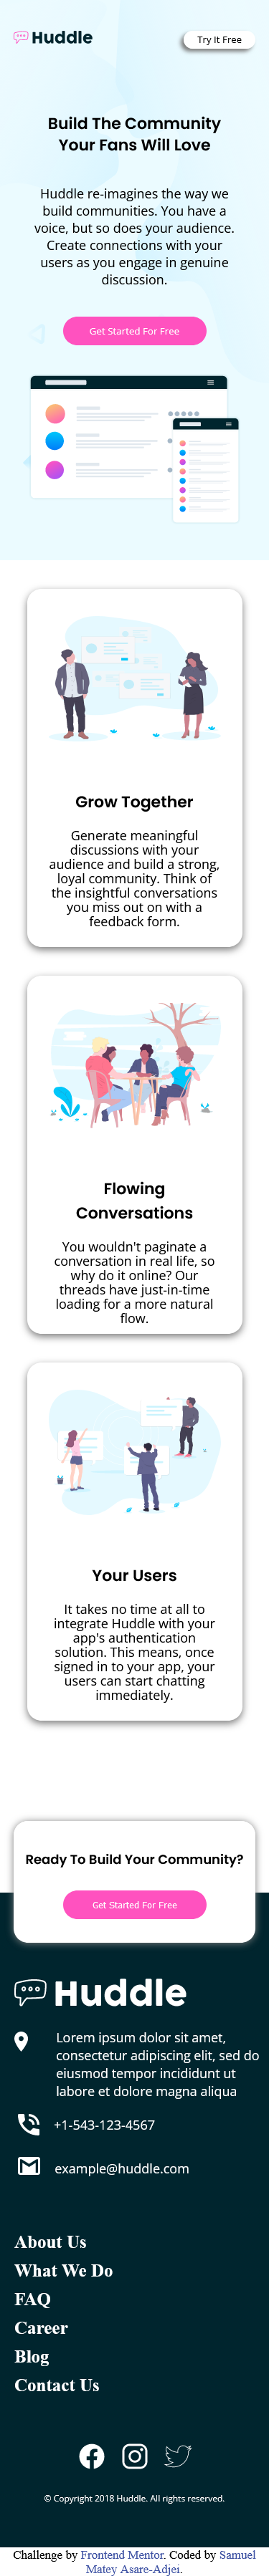 Huddle
Try It Free
Build The Community
Your Fans Will Love
Huddle re-imagines the way we
build communities. You have a
voice, but so does your audience.
Create connections with your
users as you engage in genuine
discussion.
Get Started For Free
Grow Together
Generate meaningful
discussions with your
audience and build a strong,
loyal community. Think of
the insightful conversations
you miss out on with a
feedback form.
Flowing
Conversations
You wouldn't paginate a
conversation in real life, so
why do it online? Our
threads have just-in-time
loading for a more natural
flow.
Your Users
It takes no time at all to
integrate Huddle with your
app's authentication
solution. This means, once
signed in to your app, your
users can start chatting
immediately.
Ready To Build Your Community?
Get Started For Free
Huddle
Lorem ipsum dolor sit amet,
consectetur adipiscing elit, sed do
eiusmod tempor incididunt ut
labore et dolore magna aliqua
+1-543-123-4567
example@huddle.com
About Us
What We Do
FAQ
Career
Blog
Contact Us
© Copyright 2018 Huddle. All rights reserved.
Challenge by Frontend Mentor. Coded by Samuel
Matey Asare-Adjei.